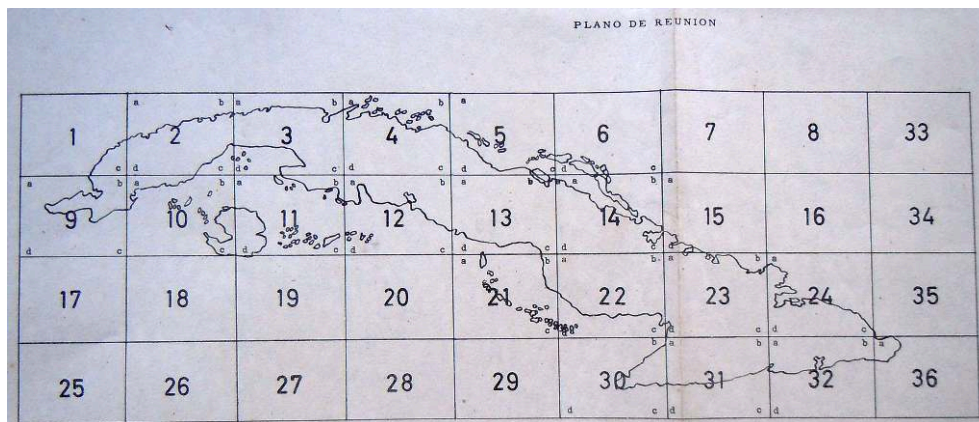 PLANO DE REUNION
a b a b a b a
1 2 3 4 5 6 7 8 33
c d c d c d c d c d c
a b a b a b a b a b a b a
9 10 11 12 13 14 15 16 34
d c d c d c d c d c d c d
a b a b b a
17 18 19 20 21 22 23 24 35
c c d c d c
a b a b a
25 26 27 28 29 30 31 32 36
d c d c d